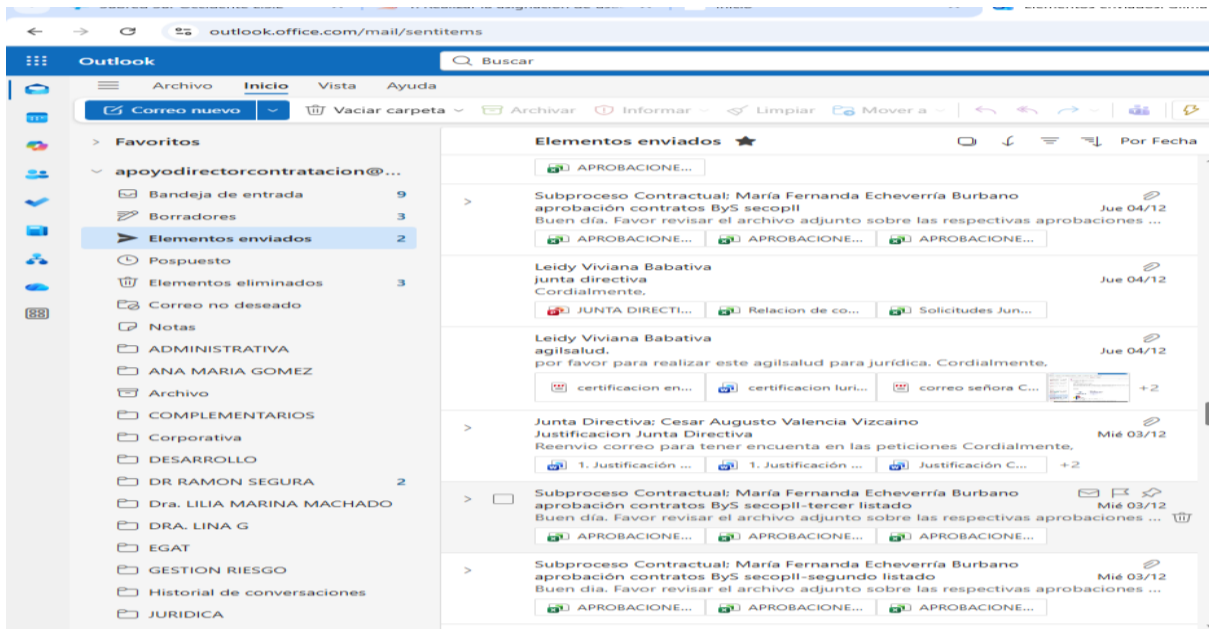 outlook.office.com/mail/sentitems
Outlook
Buscar
Archivo Inicio Vista Ayuda
Correo nuevo Vaciar carpeta Archivar Informar Limpiar Mover a
Favoritos
apoyodirectorcontratacion@...
Bandeja de entrada 9
Borradores 3
Elementos enviados 2
Pospuesto
Elementos eliminados 3
Correo no deseado
Notas
ADMINISTRATIVA
ANA MARIA GOMEZ
Archivo
COMPLEMENTARIOS
Corporativa
DESARROLLO
DR RAMON SEGURA 2
Dra. LILIA MARINA MACHADO
DRA. LINA G
EGAT
GESTION RIESGO
Historial de conversaciones
JURIDICA
Elementos enviados Por Fecha
APROBACIONE...
Subproceso Contractual; María Fernanda Echeverría Burbano
aprobación contratos ByS secopII Jue 04/12
Buen día. Favor revisar el archivo adjunto sobre las respectivas aprobaciones ...
APROBACIONE... APROBACIONE... APROBACIONE...
Leidy Viviana Babativa
junta directiva Jue 04/12
Cordialmente,
JUNTA DIRECTI... Relacion de co... Solicitudes Jun...
Leidy Viviana Babativa
agilsalud. Jue 04/12
por favor para realizar este agilsalud para jurídica. Cordialmente,
certificacion en... certificacion luri... correo señora C... +2
Junta Directiva; Cesar Augusto Valencia Vizcaino
Justificacion Junta Directiva Mié 03/12
Reenvio correo para tener encuenta en las peticiones Cordialmente,
1. Justificación ... 1. Justificación ... Justificación C... +2
Subproceso Contractual; María Fernanda Echeverría Burbano
aprobación contratos ByS secopII-tercer listado Mié 03/12
Buen día. Favor revisar el archivo adjunto sobre las respectivas aprobaciones ...
APROBACIONE... APROBACIONE... APROBACIONE...
Subproceso Contractual; María Fernanda Echeverría Burbano
aprobación contratos ByS secopII-segundo listado Mié 03/12
Buen dia. Favor revisar el archivo adjunto sobre las respectivas aprobaciones ...
APROBACIONE... APROBACIONE... APROBACIONE...